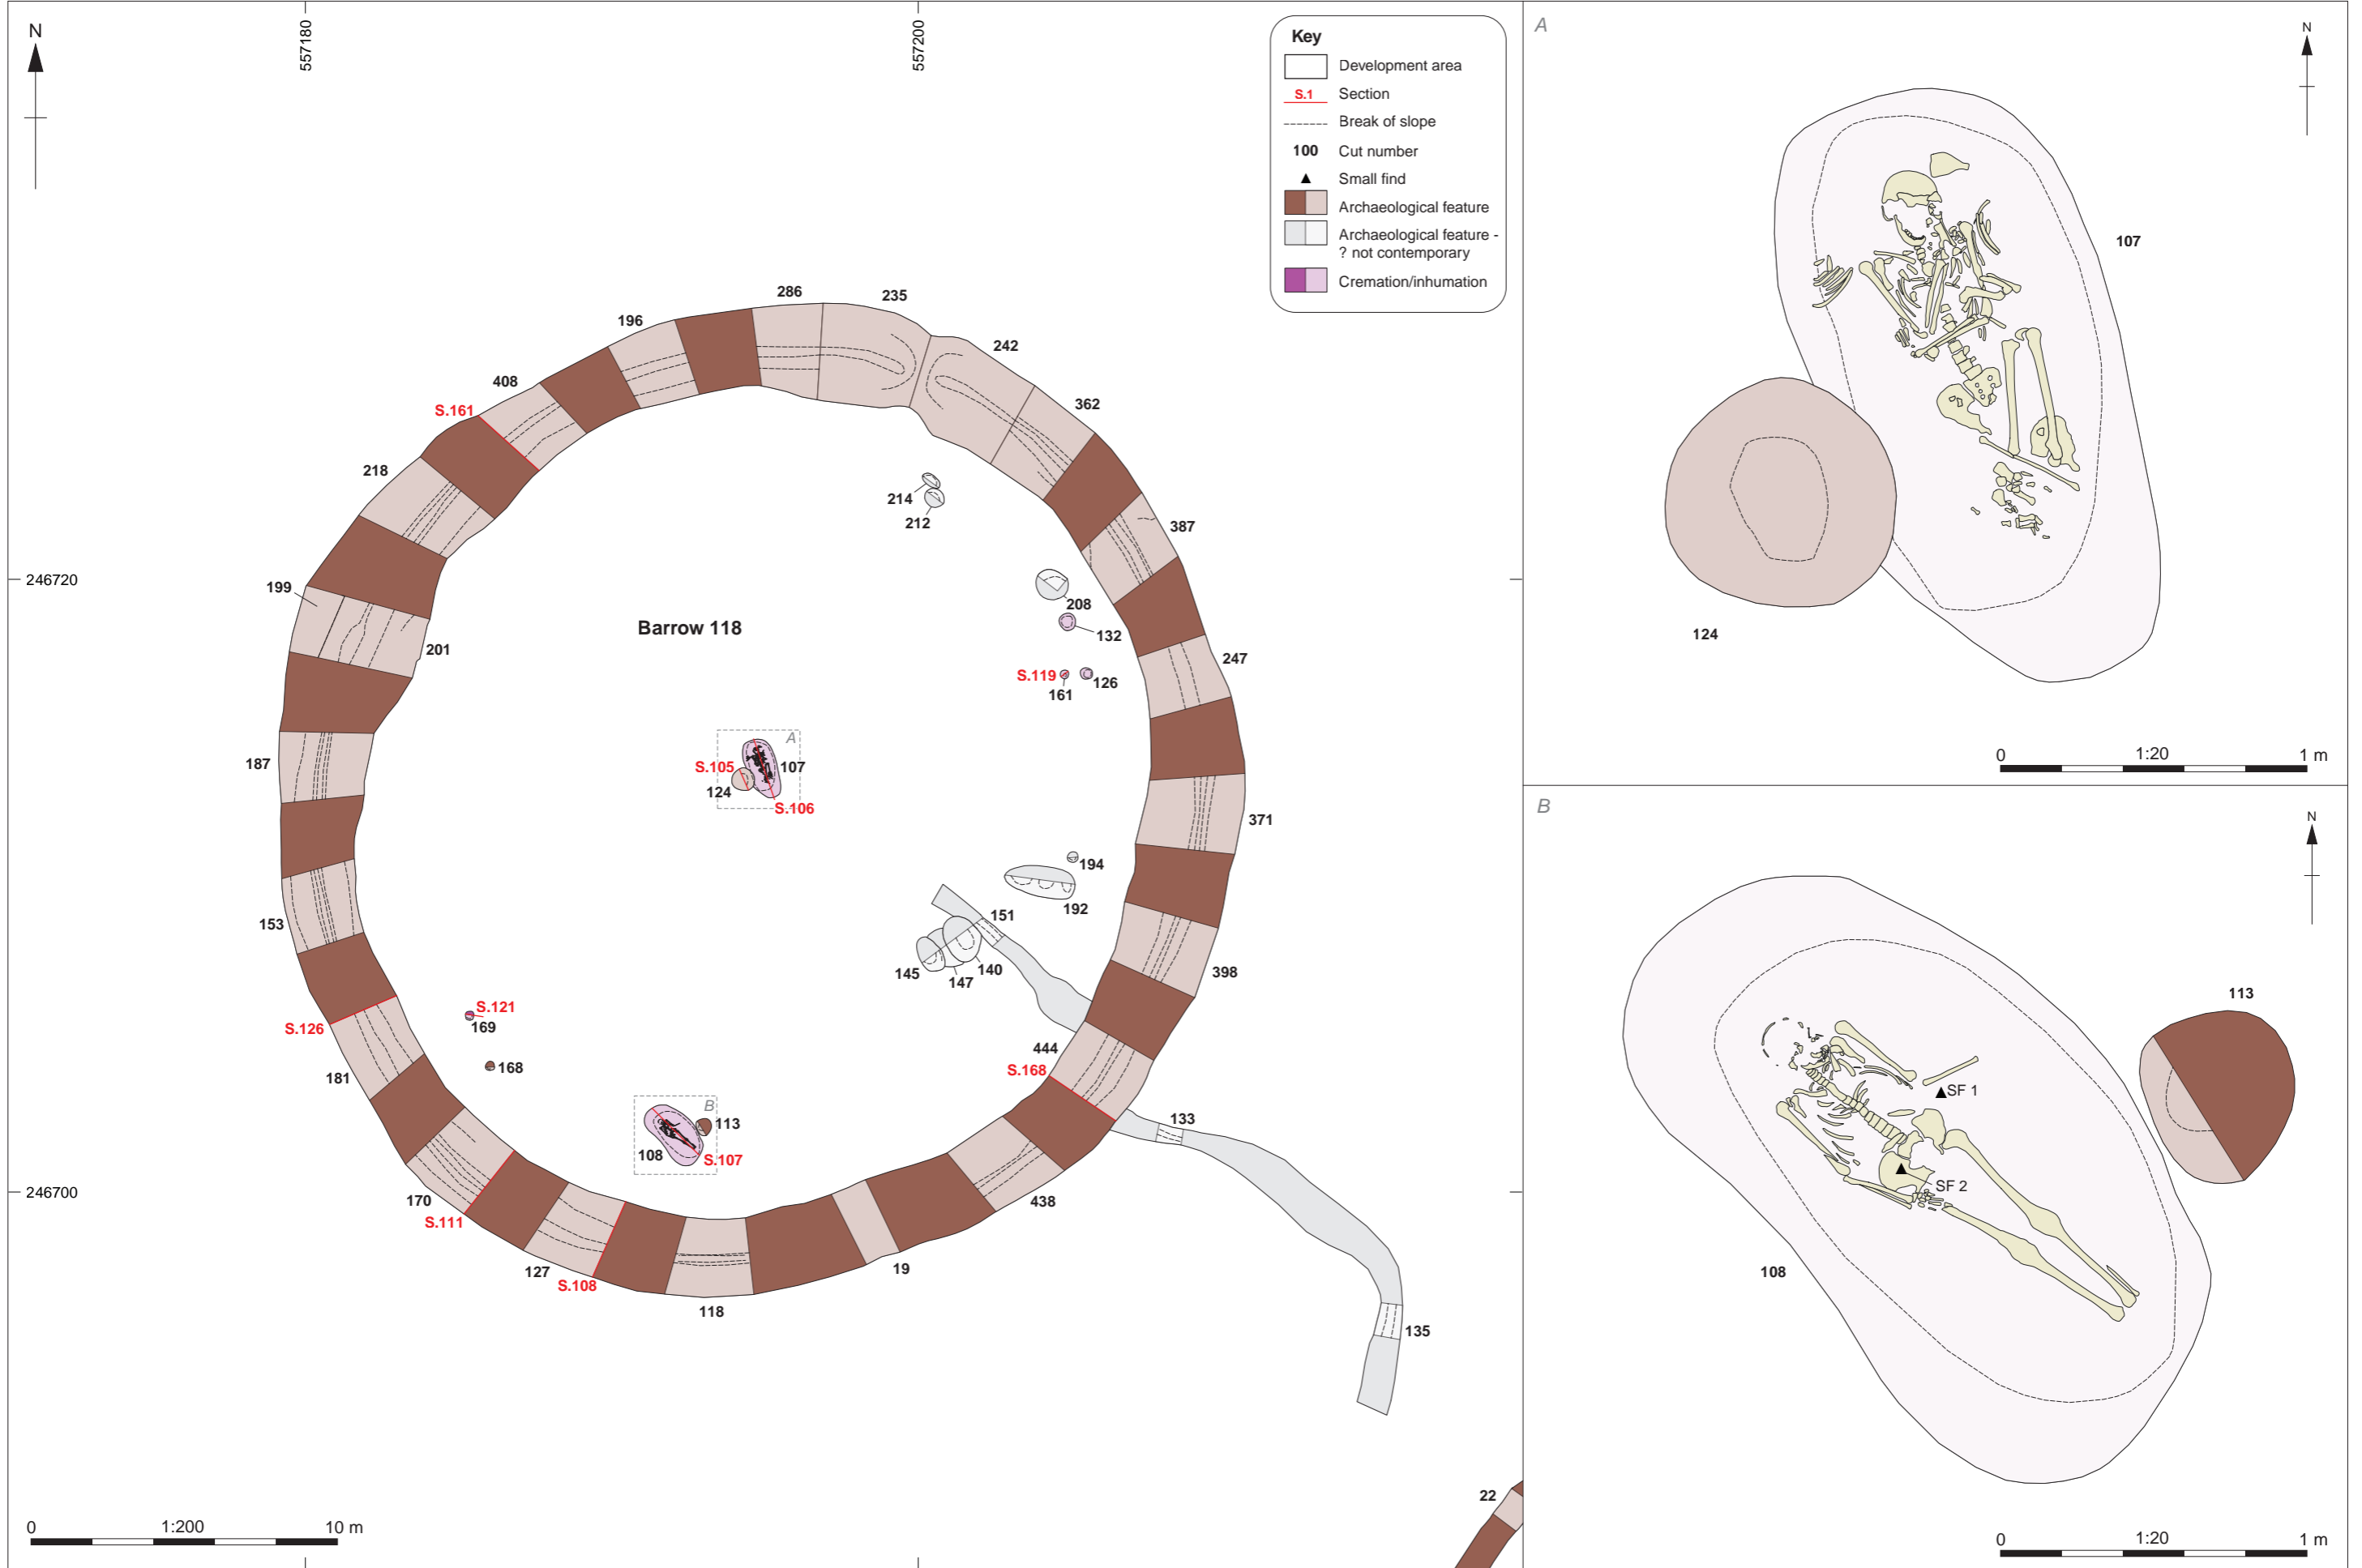 N
557180
557200
Key
Development area
S.1 Section
Break of slope
100 Cut number
Small find
Archaeological feature
Archaeological feature -
? not contemporary
Cremation/inhumation
286
235
196
242
408
S.161
362
218
387
214
212
246720
199
208
Barrow 118
132
201
247
S.119
126
161
187
A
S.105
107
124
S.106
371
194
192
153
151
398
145
140
147
S.121
169
S.126
444
168
S.168
181
B
113
133
108
S.107
246700
170
438
S.111
127
19
S.108
118
135
22
0
1:200
10 m
A
N
107
124
0
1:20
1 m
B
N
113
SF 1
SF 2
108
0
1:20
1 m